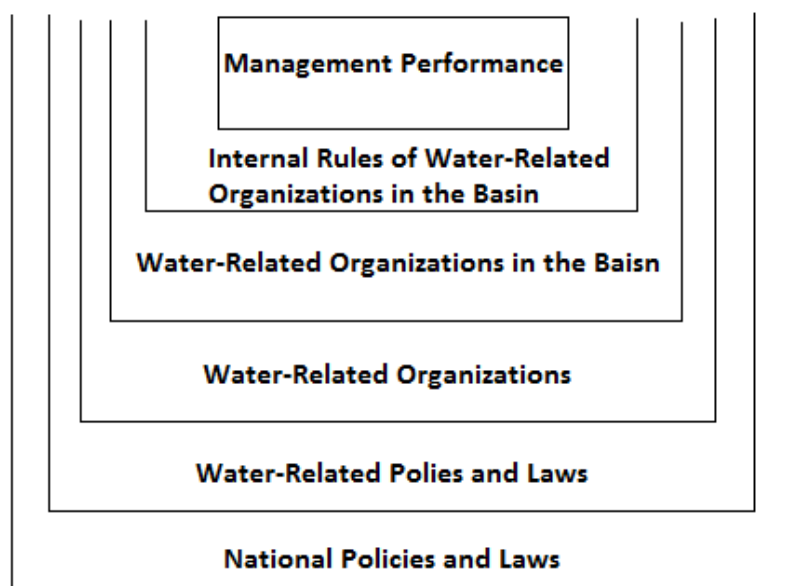 Management Performance
Internal Rules of Water-Related
Organizations in the Basin
Water-Related Organizations in the Baisn
Water-Related Organizations
Water-Related Polies and Laws
National Policies and Laws